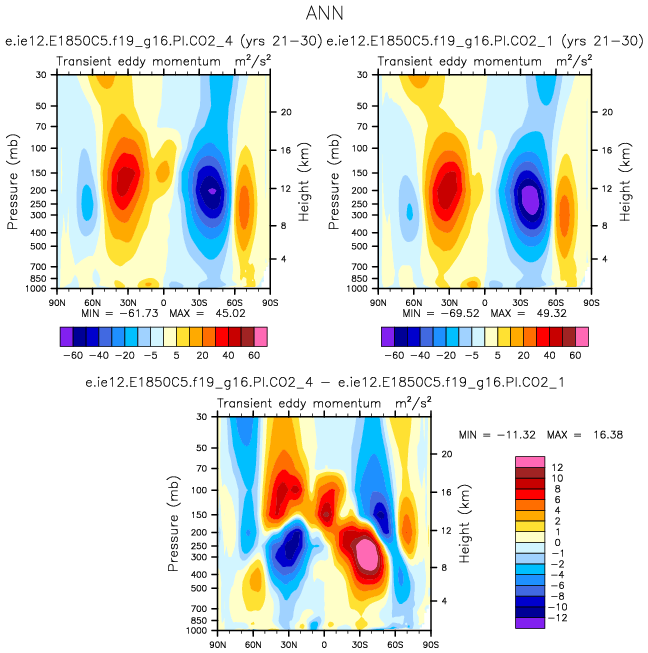 ANN
e.ie12.E1850C5.f19_g16.PI.CO2_4 (yrs 21-30) e.ie12.E1850C5.f19_g16.PI.CO2_1 (yrs 21-30)
Transient eddy momentum m²/s² Transient eddy momentum m²/s²
30 30
50 20 50 20
70 70
100 16 100 16
150 150
200 12 200 12
250 250
300 300
400 8 400 8
500 500
700 4 700 4
850 850
1000 1000
Pressure (mb) Height (km) Pressure (mb) Height (km)
90N 60N 30N 0 30S 60S 90S 90N 60N 30N 0 30S 60S 90S
MIN = -61.73 MAX = 45.02 MIN = -69.52 MAX = 49.32
-60 -40 -20 -5 5 20 40 60 -60 -40 -20 -5 5 20 40 60
e.ie12.E1850C5.f19_g16.PI.CO2_4 - e.ie12.E1850C5.f19_g16.PI.CO2_1
Transient eddy momentum m²/s²
30
50 20
70
100 16
150
200 12
250
300
400 8
500
700 4
850
1000
Pressure (mb) Height (km)
90N 60N 30N 0 30S 60S 90S
MIN = -11.32 MAX = 16.38
12
10
8
6
4
2
1
0
-1
-2
-4
-6
-8
-10
-12